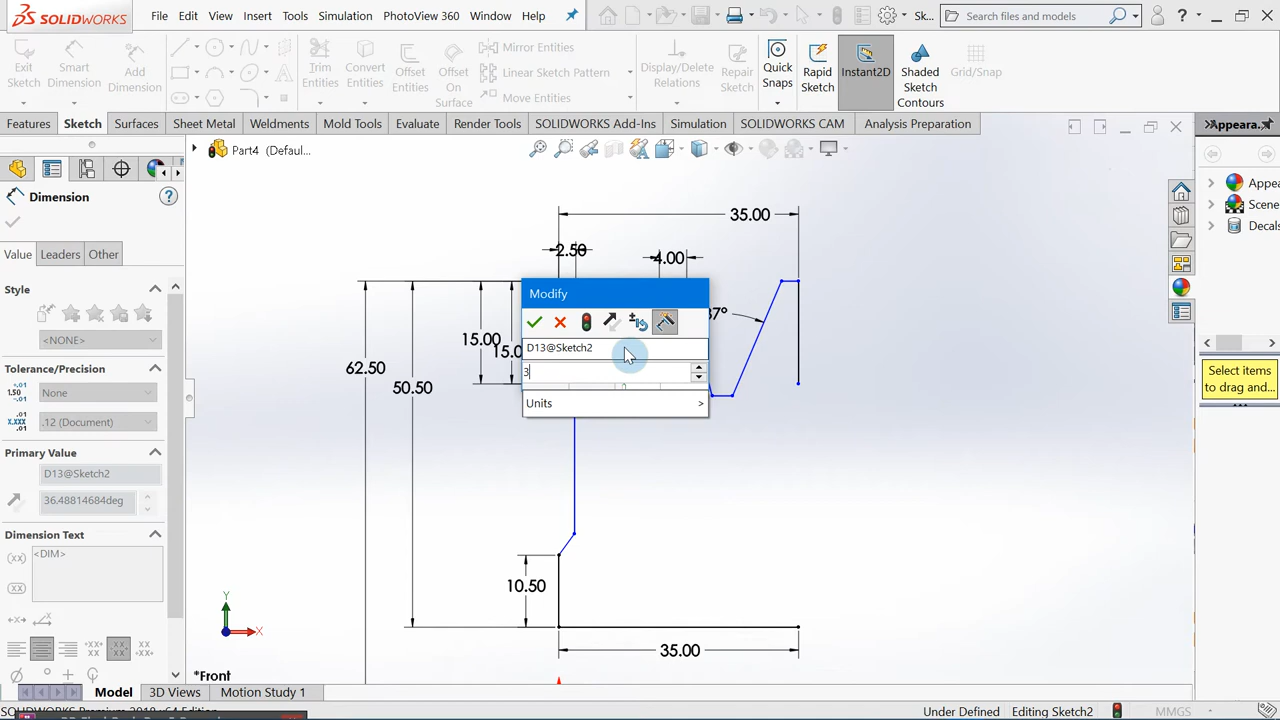 SOLIDWORKS
File Edit View Insert Tools Simulation PhotoView 360 Window Help
Sk...
Search files and models
?
Exit Sketch
Smart Dimension
Add Dimension
Trim Entities
Convert Entities
Offset Entities
Offset On Surface
Mirror Entities
Linear Sketch Pattern
Move Entities
Display/Delete Relations
Repair Sketch
Quick Snaps
Rapid Sketch
Instant2D
Shaded Sketch Contours
Grid/Snap
Features Sketch Surfaces Sheet Metal Weldments Mold Tools Evaluate Render Tools SOLIDWORKS Add-Ins Simulation SOLIDWORKS CAM Analysis Preparation
Appeara...
Part4 (Defaul...
Dimension
?
Value Leaders Other
Style
<NONE>
Tolerance/Precision
None
.12 (Document)
Primary Value
D13@Sketch2
36.48814684deg
Dimension Text
<DIM>
35.00
2.50
4.00
Modify
D13@Sketch2
3
Units >
37°
15.00
15.0
62.50
50.50
10.50
35.00
Y
X
*Front
Appea
Scene
Decals
Select items
to drag and...
Model 3D Views Motion Study 1
Under Defined Editing Sketch2
MMGS